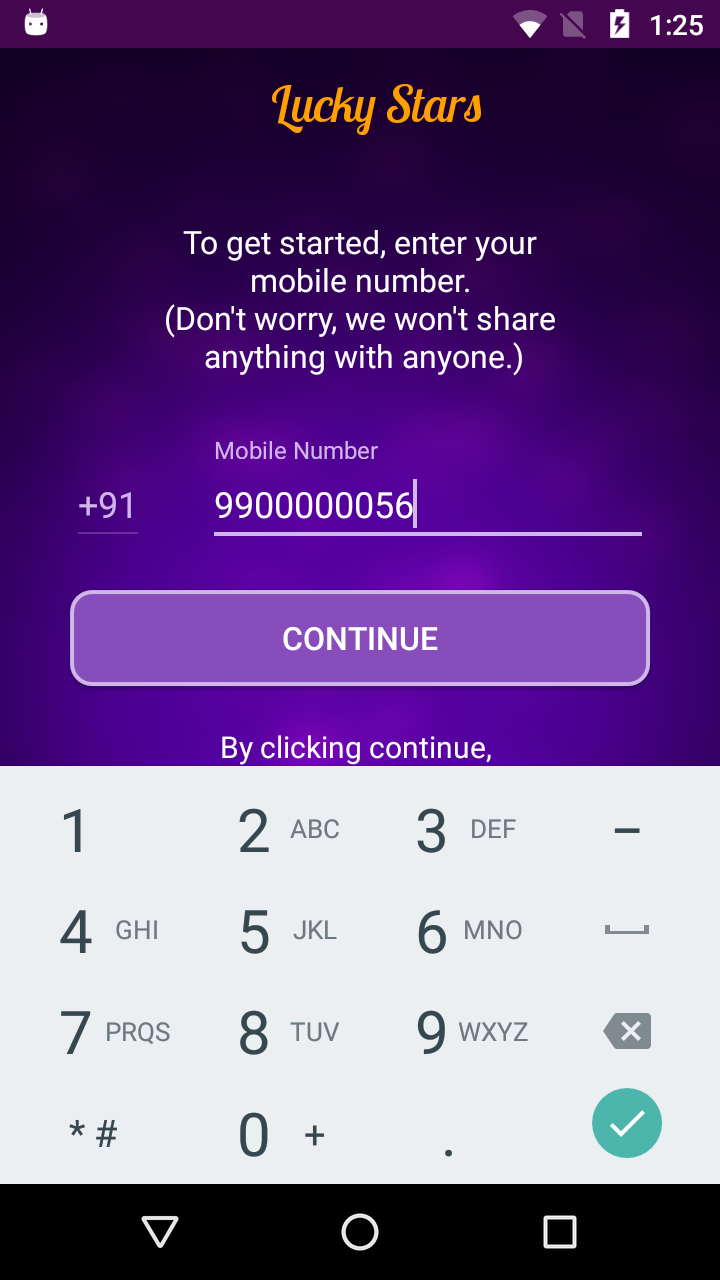 1:25
Lucky Stars
To get started, enter your
mobile number.
(Don't worry, we won't share
anything with anyone.)
Mobile Number
+91 9900000056
CONTINUE
By clicking continue,
1 2 ABC 3 DEF –
4 GHI 5 JKL 6 MNO
7 PRQS 8 TUV 9 WXYZ
* # 0 + .